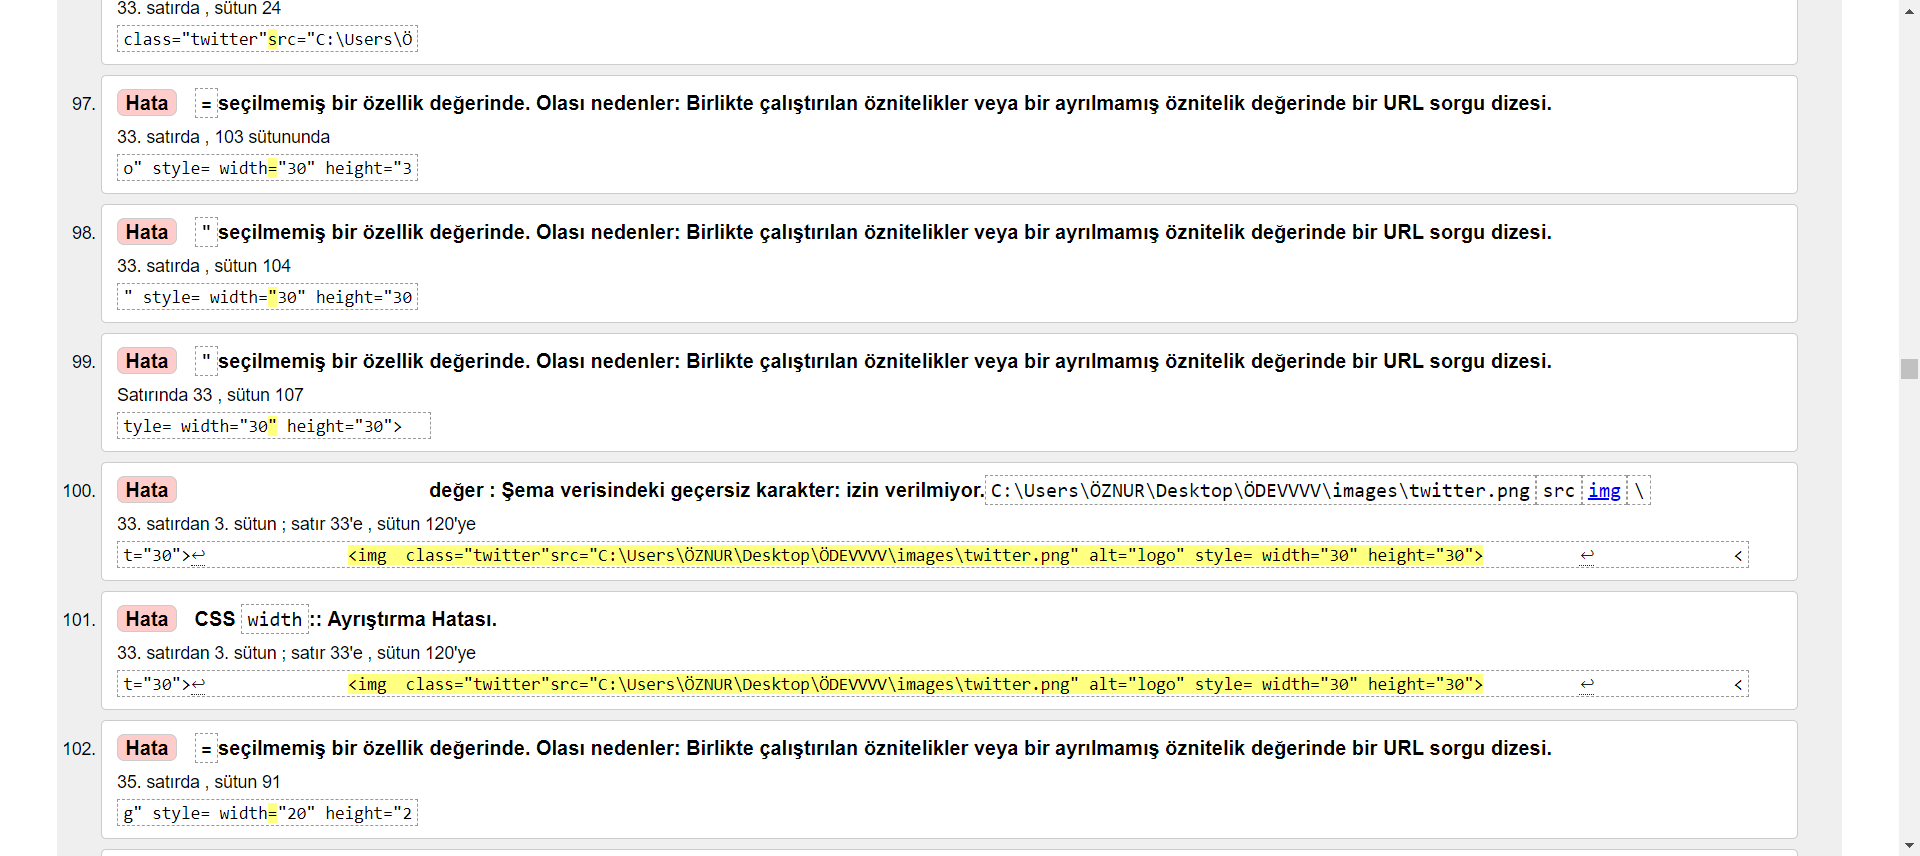 33. satırda , sütun 24
class="twitter"src="C:\Users\Ö
97. Hata = seçilmemiş bir özellik değerinde. Olası nedenler: Birlikte çalıştırılan öznitelikler veya bir ayrılmamış öznitelik değerinde bir URL sorgu dizesi.
33. satırda , 103 sütununda
o" style= width="30" height="3
98. Hata " seçilmemiş bir özellik değerinde. Olası nedenler: Birlikte çalıştırılan öznitelikler veya bir ayrılmamış öznitelik değerinde bir URL sorgu dizesi.
33. satırda , sütun 104
" style= width="30" height="30
99. Hata " seçilmemiş bir özellik değerinde. Olası nedenler: Birlikte çalıştırılan öznitelikler veya bir ayrılmamış öznitelik değerinde bir URL sorgu dizesi.
Satırında 33 , sütun 107
tyle= width="30" height="30">
100. Hata değer : Şema verisindeki geçersiz karakter: izin verilmiyor. C:\Users\ÖZNUR\Desktop\ÖDEVVVV\images\twitter.png src img \
33. satırdan 3. sütun ; satır 33'e , sütun 120'ye
t="30">↩ <img  class="twitter"src="C:\Users\ÖZNUR\Desktop\ÖDEVVVV\images\twitter.png" alt="logo" style= width="30" height="30"> ↩ <
101. Hata CSS width :: Ayrıştırma Hatası.
33. satırdan 3. sütun ; satır 33'e , sütun 120'ye
t="30">↩ <img  class="twitter"src="C:\Users\ÖZNUR\Desktop\ÖDEVVVV\images\twitter.png" alt="logo" style= width="30" height="30"> ↩ <
102. Hata = seçilmemiş bir özellik değerinde. Olası nedenler: Birlikte çalıştırılan öznitelikler veya bir ayrılmamış öznitelik değerinde bir URL sorgu dizesi.
35. satırda , sütun 91
g" style= width="20" height="2